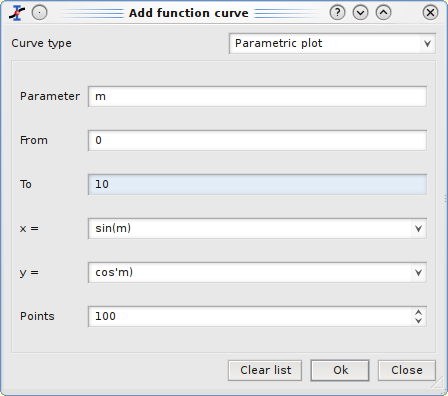 Add function curve
Curve type Parametric plot
Parameter m
From 0
To 10
x = sin(m)
y = cos'm)
Points 100
Clear list Ok Close